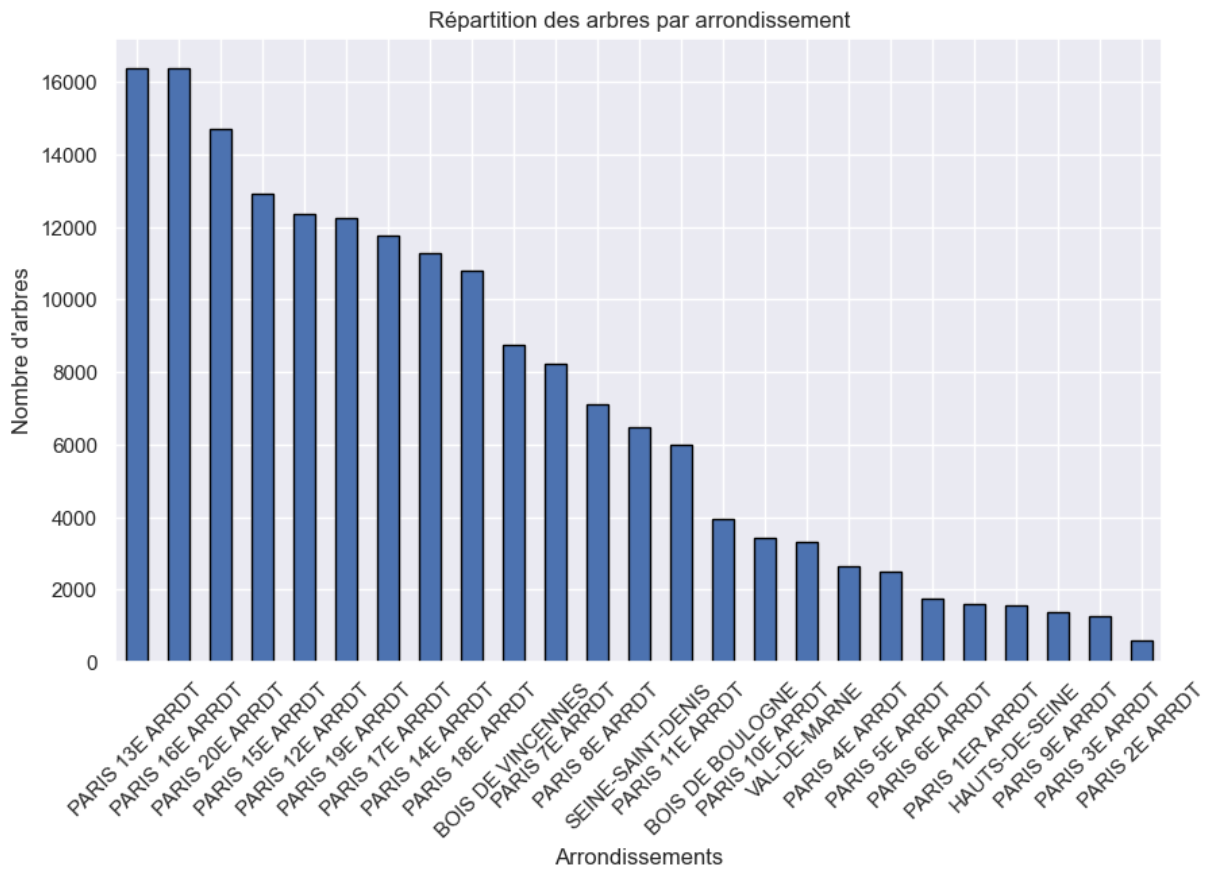 Répartition des arbres par arrondissement
16000
14000
12000
10000
8000
6000
4000
2000
0
Nombre d'arbres
PARIS 13E ARRDT
PARIS 16E ARRDT
PARIS 20E ARRDT
PARIS 15E ARRDT
PARIS 12E ARRDT
PARIS 19E ARRDT
PARIS 17E ARRDT
PARIS 14E ARRDT
PARIS 18E ARRDT
BOIS DE VINCENNES
PARIS 7E ARRDT
PARIS 8E ARRDT
SEINE-SAINT-DENIS
PARIS 11E ARRDT
BOIS DE BOULOGNE
PARIS 10E ARRDT
VAL-DE-MARNE
PARIS 4E ARRDT
PARIS 5E ARRDT
PARIS 6E ARRDT
PARIS 1ER ARRDT
HAUTS-DE-SEINE
PARIS 9E ARRDT
PARIS 3E ARRDT
PARIS 2E ARRDT
Arrondissements